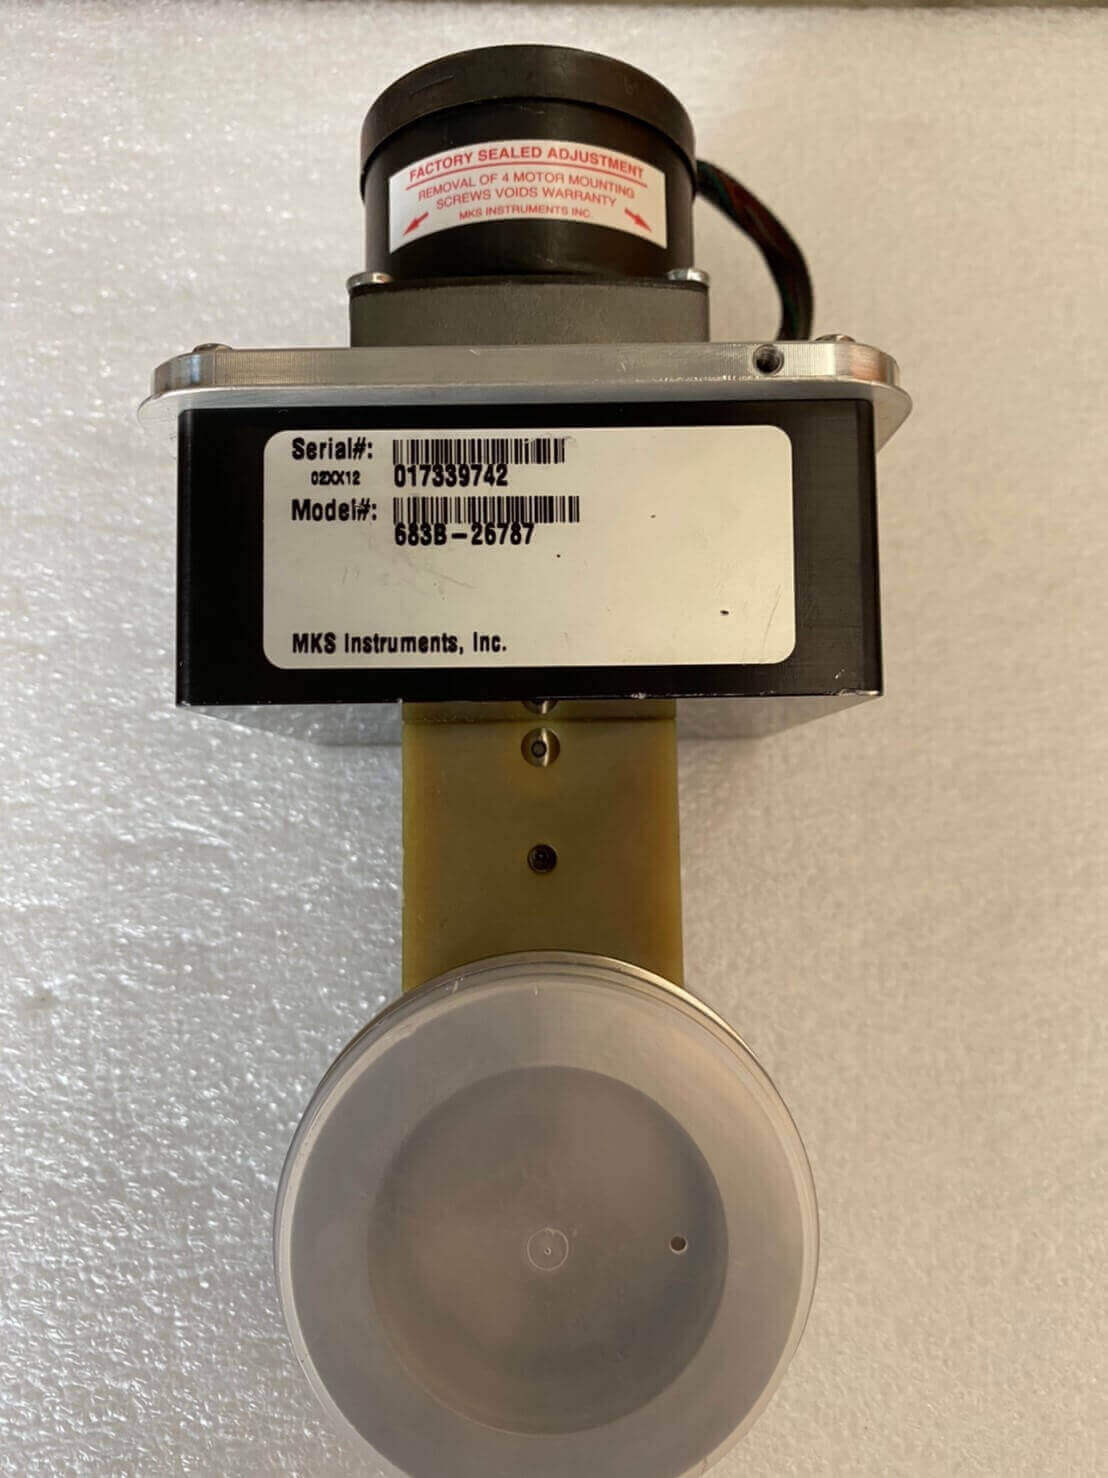 FACTORY SEALED ADJUSTMENT
REMOVAL OF 4 MOTOR MOUNTING
SCREWS VOIDS WARRANTY
MKS INSTRUMENTS INC.
Serial#:
02XX12 017339742
Model#:
683B-26787
MKS Instruments, Inc.